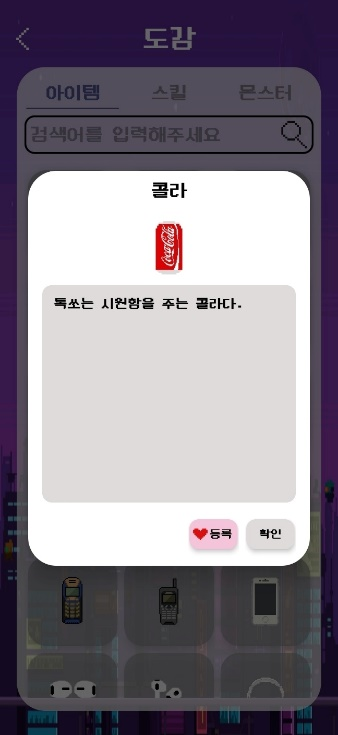 도감
아이템 스킬 몬스터
검색어를 입력해주세요
콜라
Coca-Cola
톡쏘는 시원함을 주는 콜라다.
등록 확인